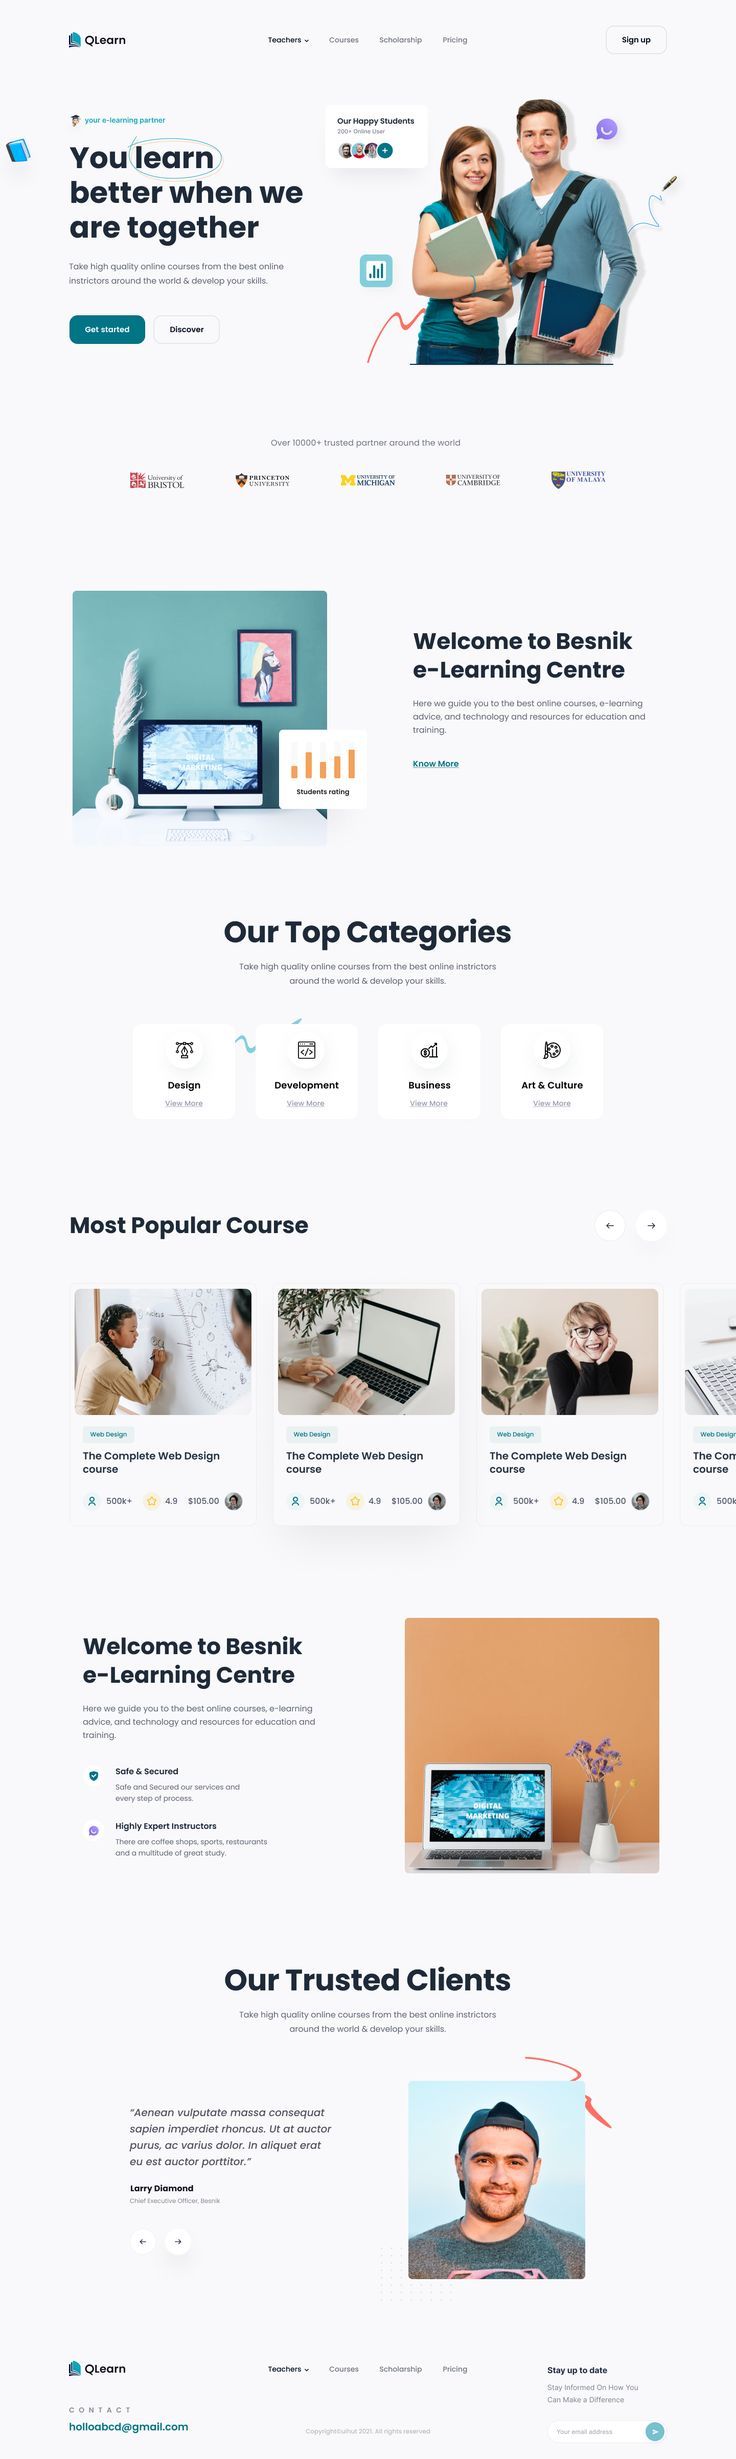 QLearn
Teachers
Courses
Scholarship
Pricing
Sign up
your e-learning partner
You learn
better when we
are together
Take high quality online courses from the best online
instrictors around the world & develop your skills.
Get started
Discover
Our Happy Students
200+ Online User
Over 10000+ trusted partner around the world
University of
BRISTOL
PRINCETON
UNIVERSITY
UNIVERSITY OF
MICHIGAN
UNIVERSITY OF
CAMBRIDGE
UNIVERSITY
OF MALAYA
DIGITAL
MARKETING
Students rating
Welcome to Besnik
e-Learning Centre
Here we guide you to the best online courses, e-learning
advice, and technology and resources for education and
training.
Know More
Our Top Categories
Take high quality online courses from the best online instrictors
around the world & develop your skills.
Design
View More
Development
View More
Business
View More
Art & Culture
View More
Most Popular Course
Web Design
The Complete Web Design
course
500k+
4.9
$105.00
Web Design
The Complete Web Design
course
500k+
4.9
$105.00
Web Design
The Complete Web Design
course
500k+
4.9
$105.00
Web Design
The Com
course
500k
Welcome to Besnik
e-Learning Centre
Here we guide you to the best online courses, e-learning
advice, and technology and resources for education and
training.
Safe & Secured
Safe and Secured our services and
every step of process.
Highly Expert Instructors
There are coffee shops, sports, restaurants
and a multitude of great study.
DIGITAL
MARKETING
Our Trusted Clients
Take high quality online courses from the best online instrictors
around the world & develop your skills.
“Aenean vulputate massa consequat
sapien imperdiet rhoncus. Ut at auctor
purus, ac varius dolor. In aliquet erat
eu est auctor porttitor.”
Larry Diamond
Chief Executive Officer, Besnik
QLearn
Teachers
Courses
Scholarship
Pricing
CONTACT
holloabcd@gmail.com
Copyright©uihut 2021. All rights reserved
Stay up to date
Stay Informed On How You
Can Make a Difference
Your email address